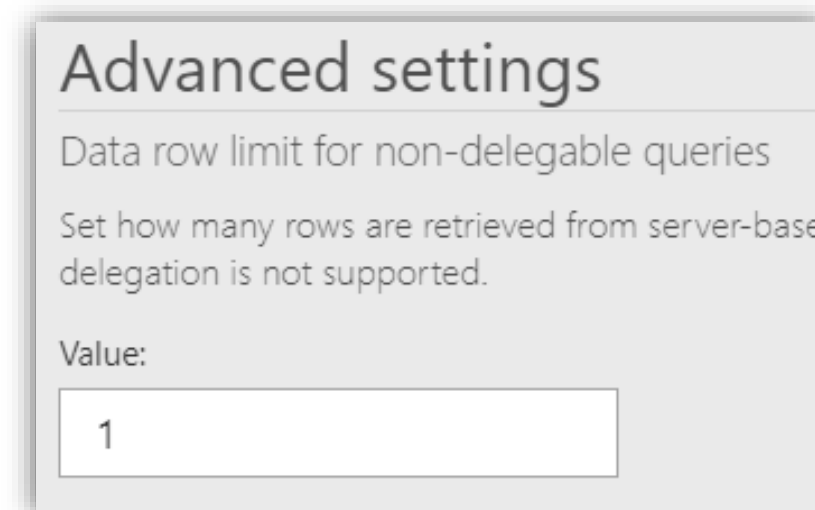 Advanced settings
Data row limit for non-delegable queries
Set how many rows are retrieved from server-base
delegation is not supported.
Value:
1